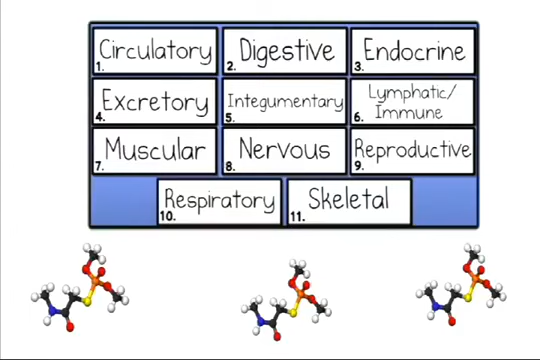 Circulatory
1.
Digestive
2.
Endocrine
3.
Excretory
4.
Integumentary
5.
Lymphatic/
Immune
6.
Muscular
7.
Nervous
8.
Reproductive
9.
Respiratory
10.
Skeletal
11.